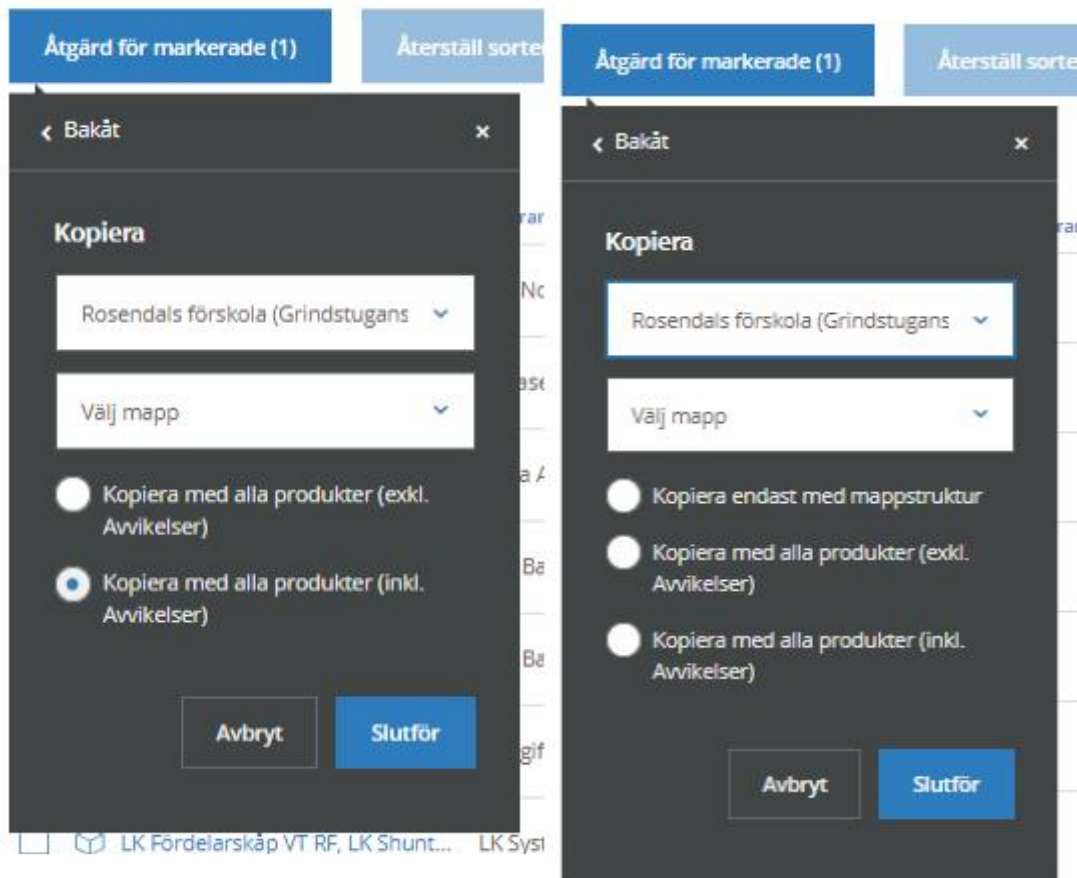 Åtgärd för markerade (1)
Återställ
Bakåt
Kopiera
Rosendals förskola (Grindstugans
Välj mapp
Kopiera med alla produkter (exkl.
Avvikelser)
Kopiera med alla produkter (inkl.
Avvikelser)
Avbryt
Slutför
LK Fördelarskåp VT RF, LK Shunt...
LK Syst
Åtgärd för markerade (1)
Återställ
Bakåt
Kopiera
Rosendals förskola (Grindstugans
Välj mapp
Kopiera endast med mappstruktur
Kopiera med alla produkter (exkl.
Avvikelser)
Kopiera med alla produkter (inkl.
Avvikelser)
Avbryt
Slutför